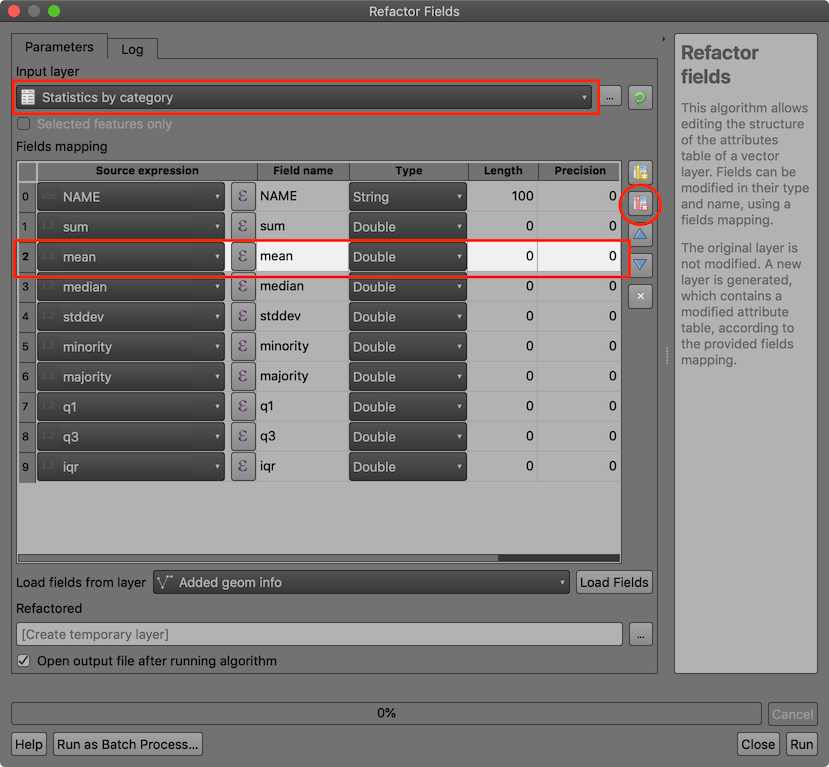 Refactor Fields
Parameters
Log
Input layer
Statistics by category
...
Selected features only
Fields mapping
Source expression Field name Type Length Precision
0 abc NAME ε NAME String 100 0
1 1.2 sum ε sum Double 0 0
2 1.2 mean ε mean Double 0 0
3 1.2 median ε median Double 0 0
4 1.2 stddev ε stddev Double 0 0
5 1.2 minority ε minority Double 0 0
6 1.2 majority ε majority Double 0 0
7 1.2 q1 ε q1 Double 0 0
8 1.2 q3 ε q3 Double 0 0
9 1.2 iqr ε iqr Double 0 0
Load fields from layer Added geom info Load Fields
Refactored
[Create temporary layer] ...
Open output file after running algorithm
Refactor
fields
This algorithm allows
editing the structure
of the attributes
table of a vector
layer. Fields can be
modified in their type
and name, using a
fields mapping.
The original layer is
not modified. A new
layer is generated,
which contains a
modified attribute
table, according to
the provided fields
mapping.
0% Cancel
Help Run as Batch Process... Close Run